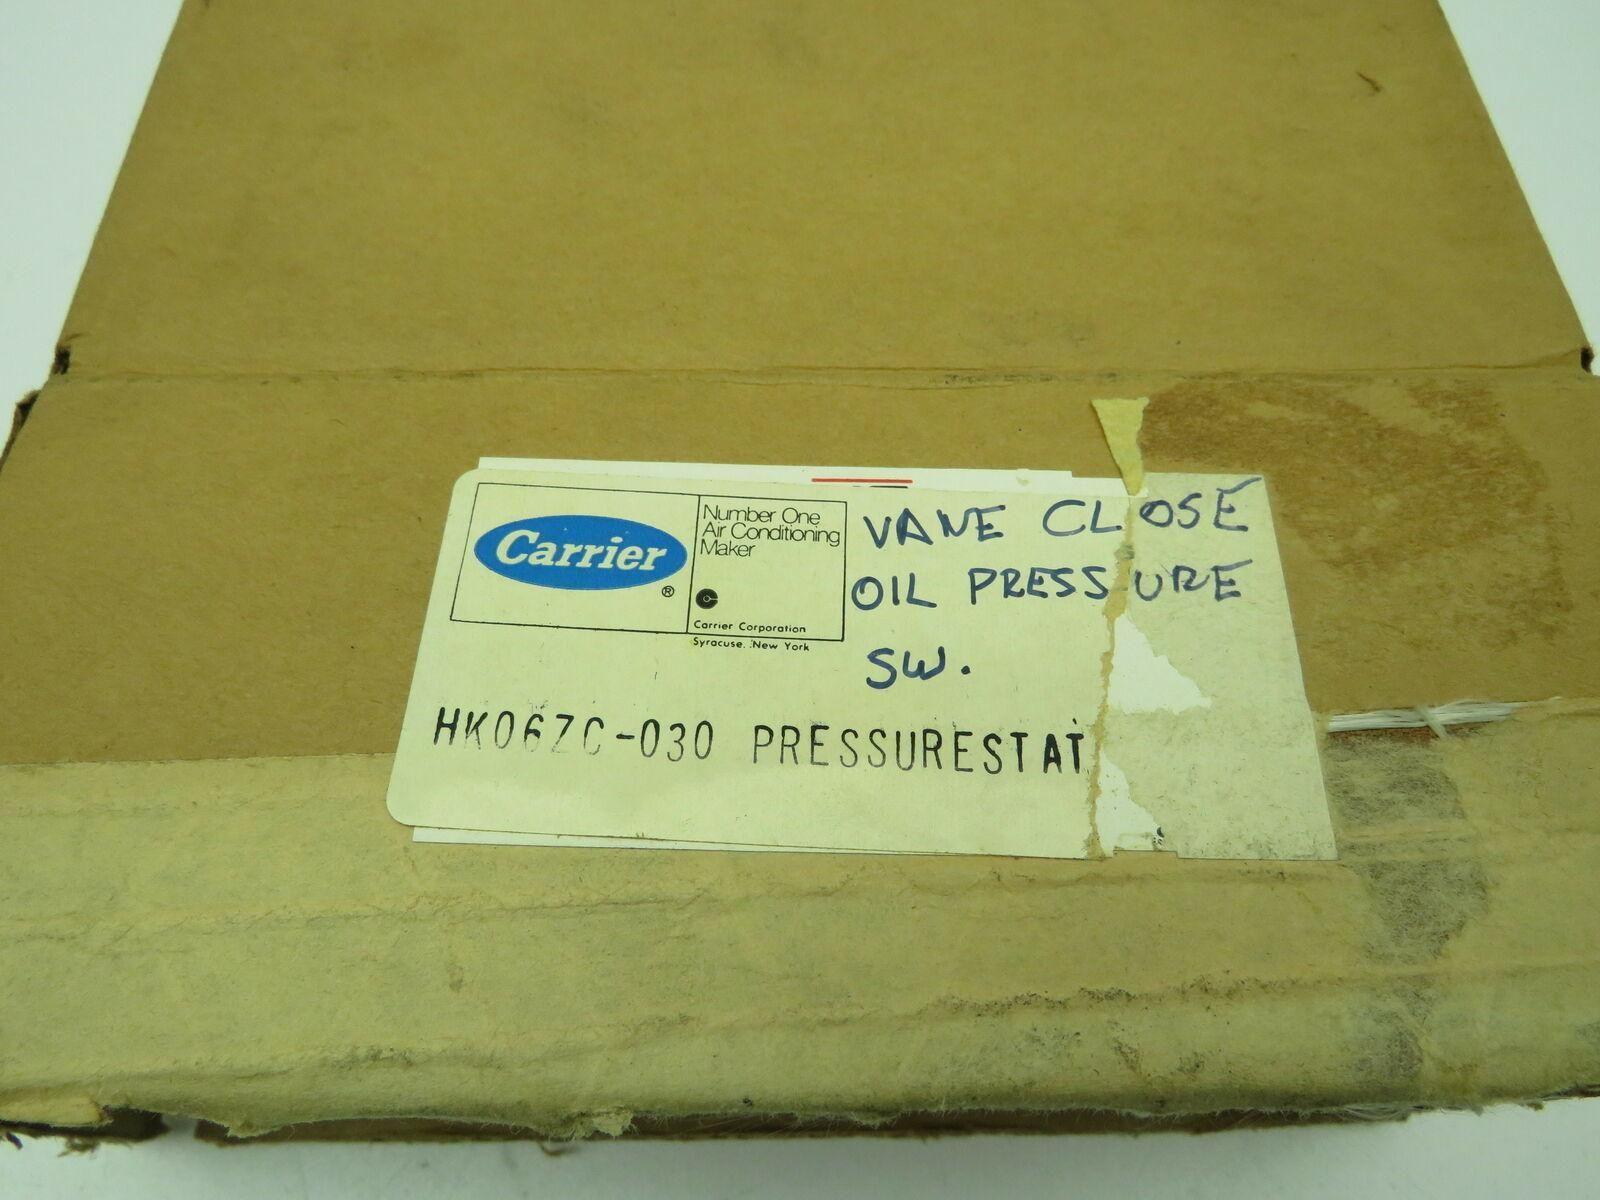 Carrier
®
Number One
Air Conditioning
Maker
Carrier Corporation
Syracuse, New York
VANE CLOSE
OIL PRESSURE
SW.
HK06ZC-030 PRESSURESTAT